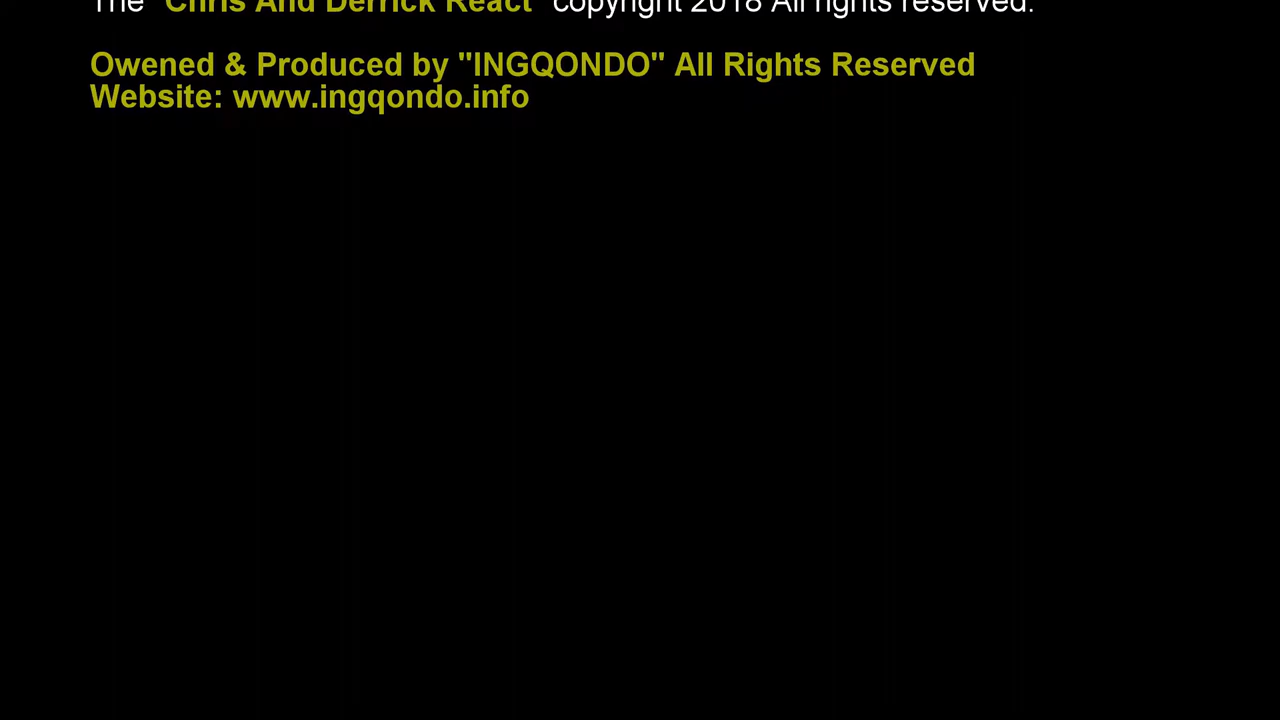 The "Chris And Derrick React" copyright 2018 All rights reserved.
Owened & Produced by "INGQONDO" All Rights Reserved
Website: www.ingqondo.info